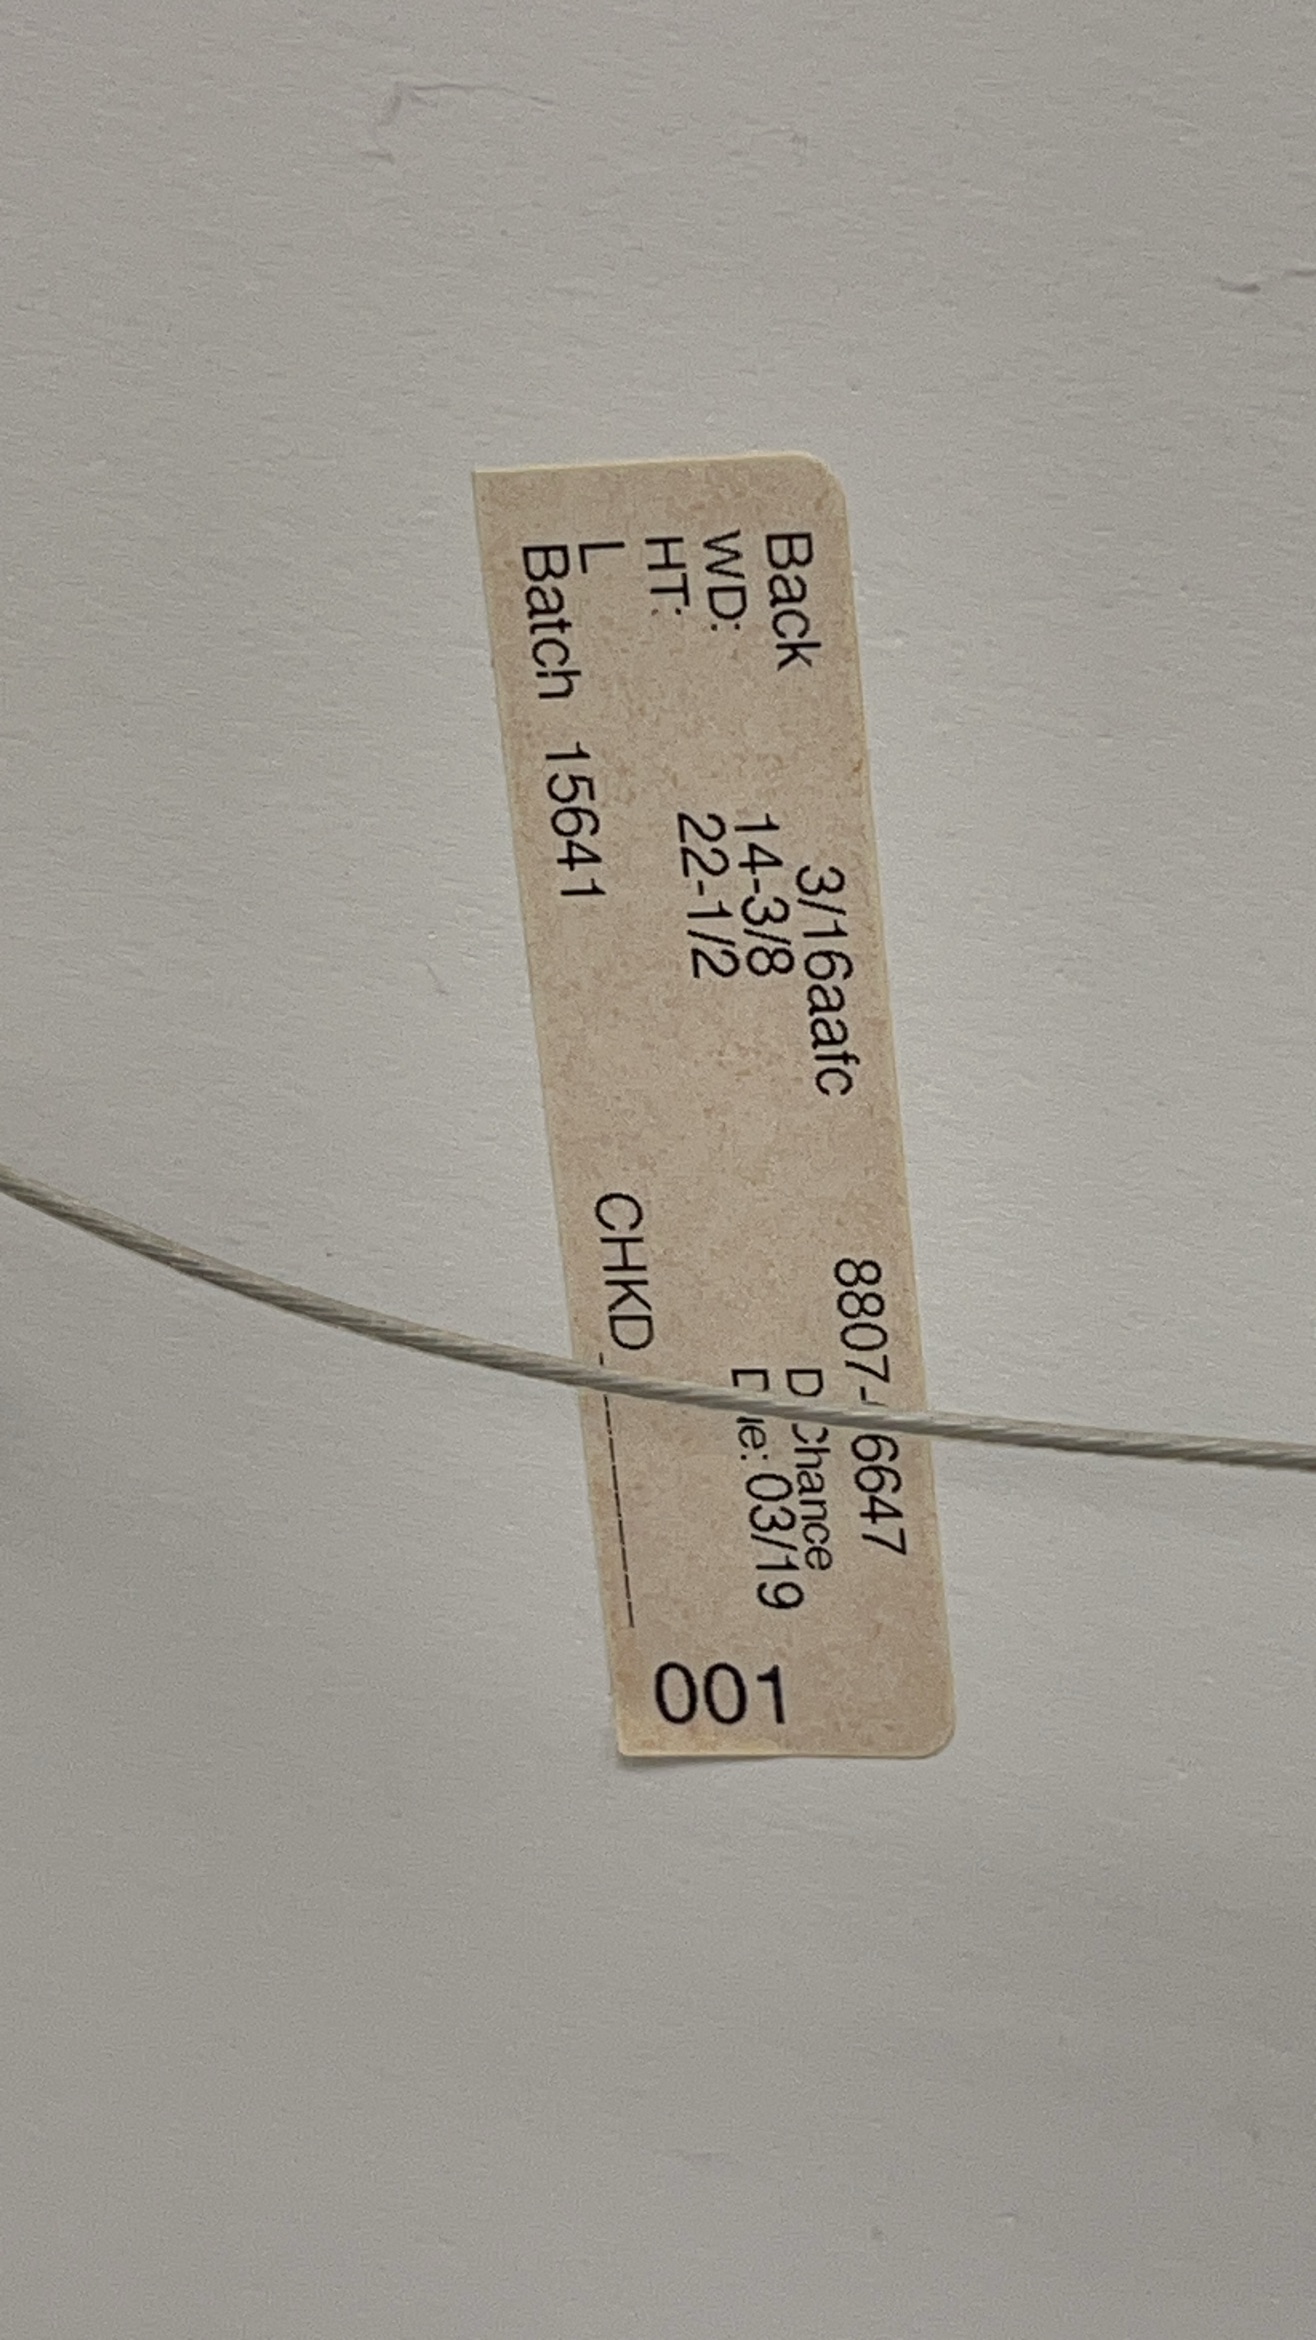 Back 3/16aafc 8807- 6647
WD: 14-3/8 D Chance
HT: 22-1/2 03/19
L CHKD
Batch 15641
001